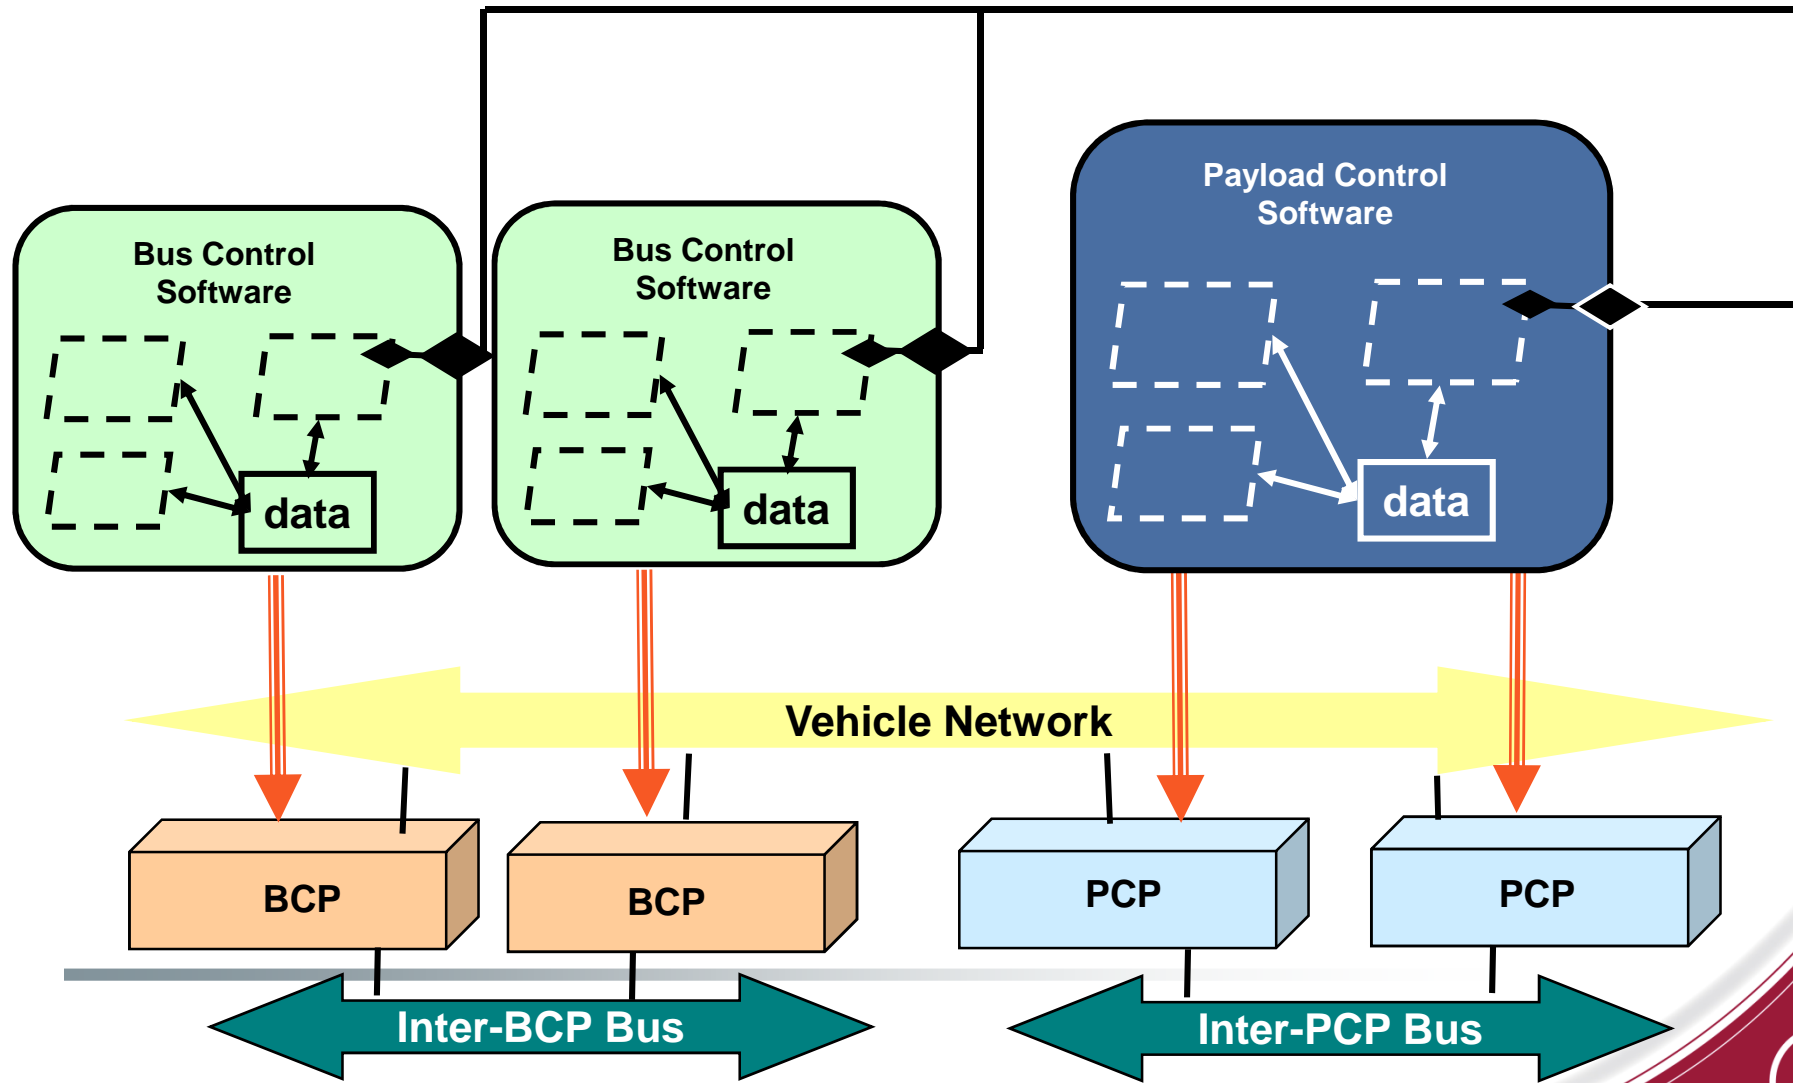 Payload Control
Software
Bus Control
Software
Bus Control
Software
data
data
data
Vehicle Network
BCP
BCP
PCP
PCP
Inter-BCP Bus
Inter-PCP Bus